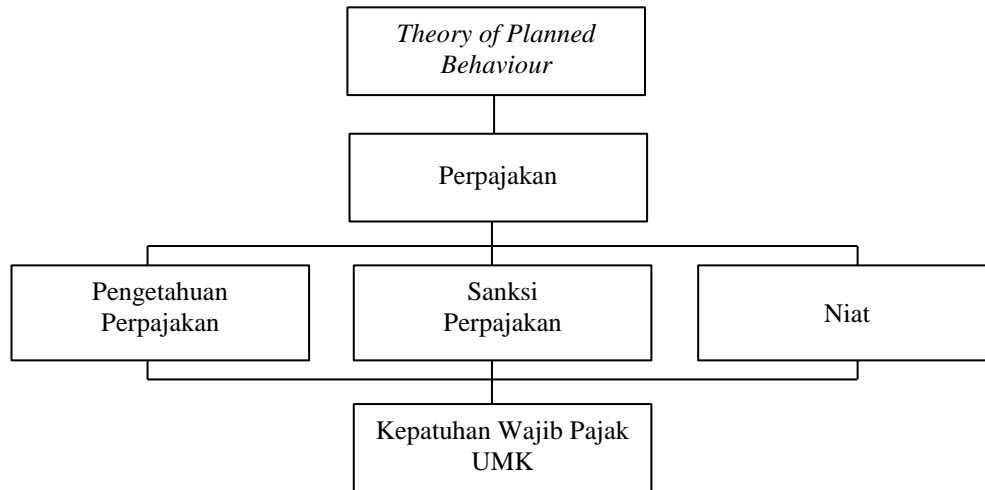 Theory of Planned
Behaviour
Perpajakan
Pengetahuan
Perpajakan
Sanksi
Perpajakan
Niat
Kepatuhan Wajib Pajak
UMK